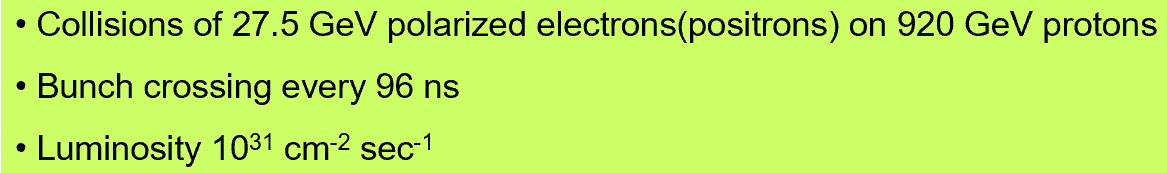 • Collisions of 27.5 GeV polarized electrons(positrons) on 920 GeV protons
• Bunch crossing every 96 ns
• Luminosity 10³¹ cm⁻² sec⁻¹